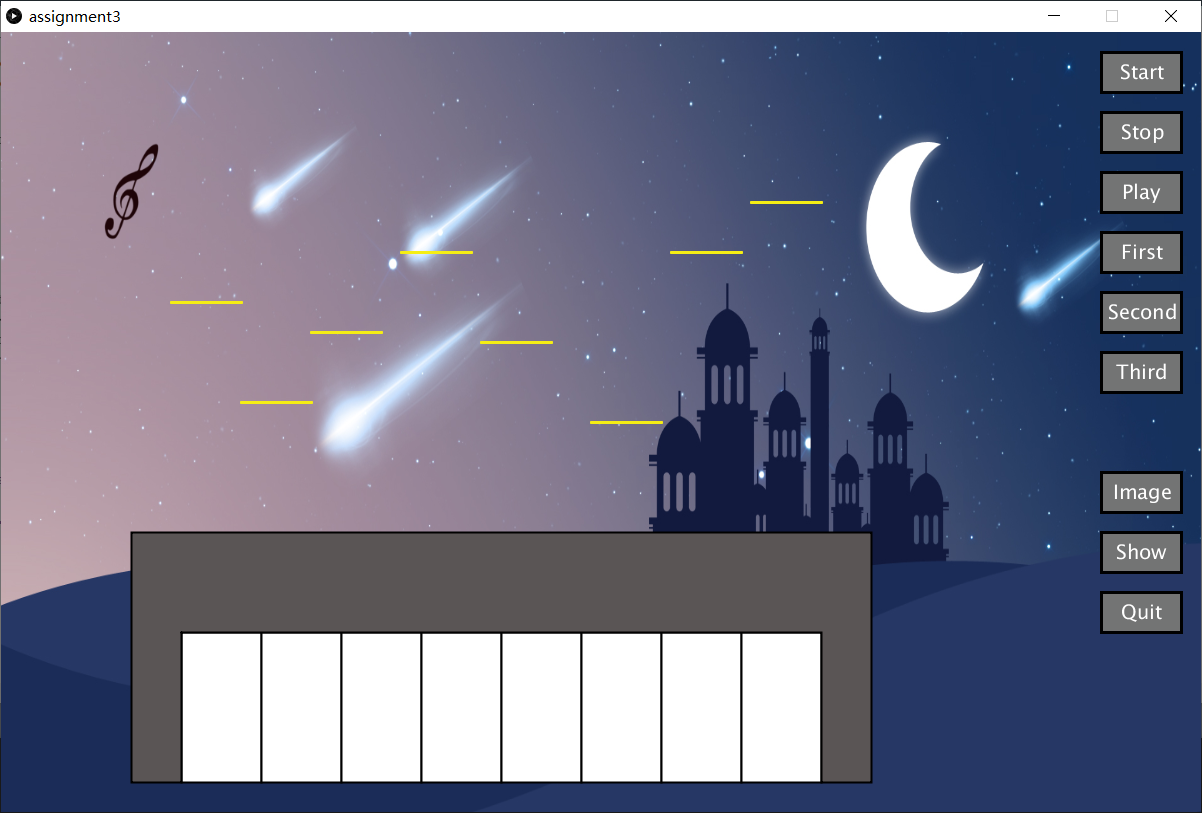 assignment3
Start
Stop
Play
First
Second
Third
Image
Show
Quit